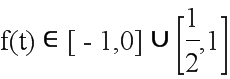 f(t) ∈ [ - 1,0] ∪ [1/2,1]